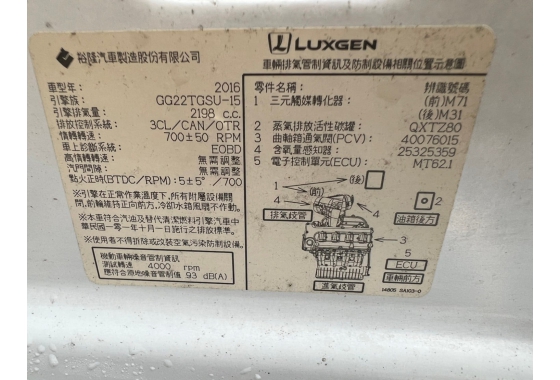 裕隆汽車製造股份有限公司
LUXGEN
車輛排氣管制資訊及防制設備相關位置示意圖
車型年: 2016
引擎族: GG22TGSU-15
引擎排氣量: 2198 c.c.
排放控制系統: 3CL/CAN/OTR
惰轉轉速: 700±50 RPM
車上診斷系統: EOBD
高惰轉轉速: 無需調整
汽門間隙: 無需調整
點火正時(BTDC/RPM): 5±5°/700
※引擎在正常作業溫度下, 所有附屬設備關
閉, 前輪維持正向前方, 冷卻水箱風扇不作動。
※本車符合汽油及替代清潔燃料引擎汽車中
華民國一零一年十月一日施行之排放標準。
※使用者不得拆除或改裝空氣污染防制設備。
機動車輛噪音管制資訊
測試轉速 4000 rpm
應符合原地噪音管制值 93 dB(A)
零件名稱: 辨識號碼
1 三元觸媒轉化器: (前)M71
(後)M31
2 蒸氣排放活性碳罐: QXTZ80
3 曲軸箱通氣閥(PCV): 40076015
4 含氧量感知器: 25325359
5 電子控制單元(ECU): MT62.1
1
(後)
(前)
4
4
2
排氣歧管
油箱後方
3
5
ECU
車輛前方
進氣歧管
14805 SA103-0